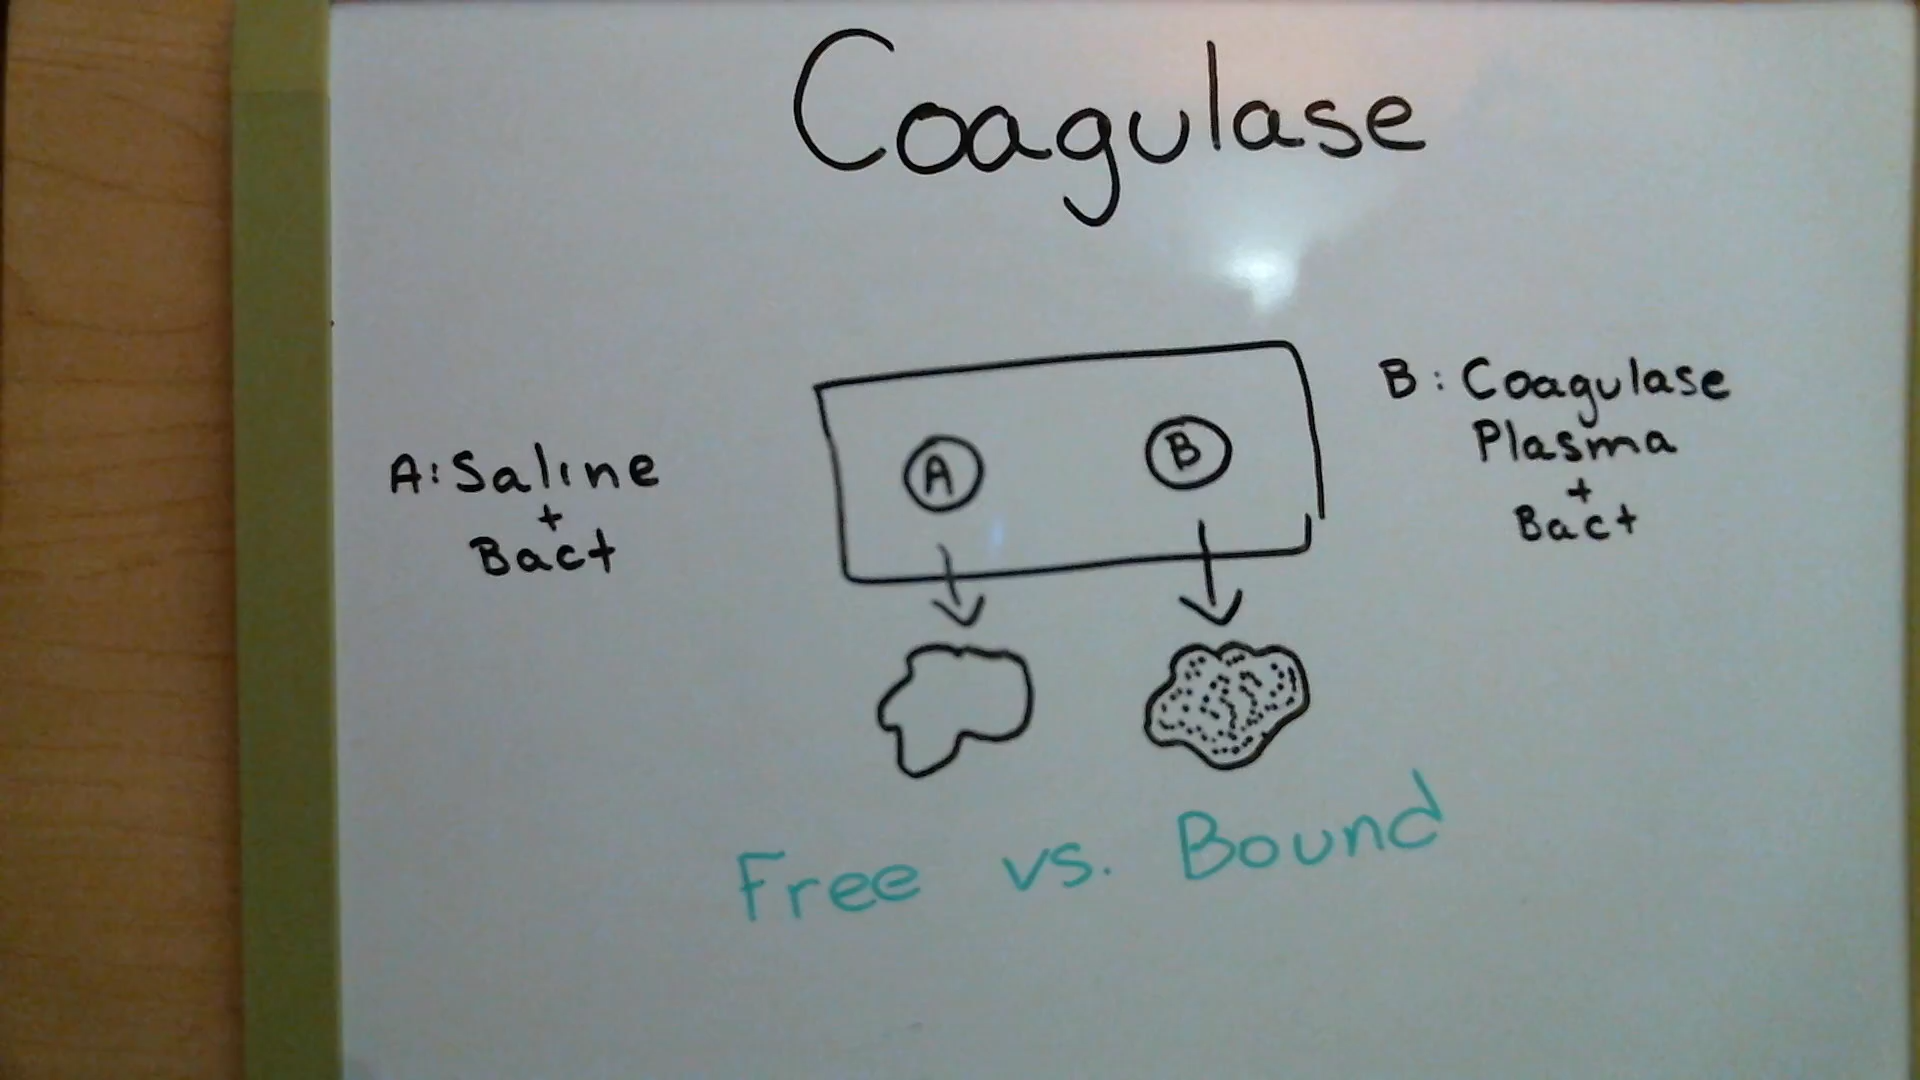 Coagulase
A: Saline
+
Bact
A
B
B: Coagulase
Plasma
+
Bact
Free vs. Bound